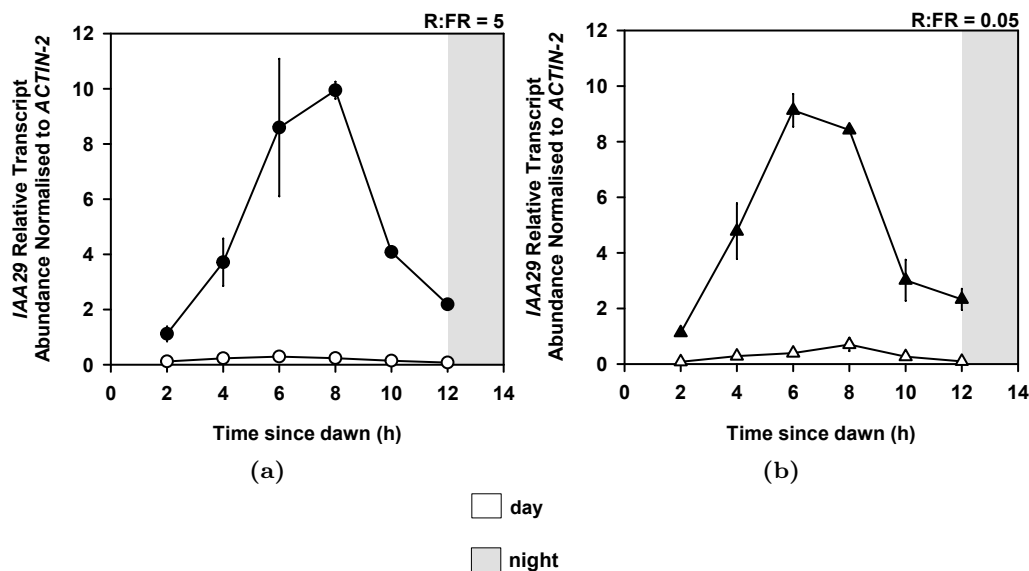 R:FR = 5
IAA29 Relative Transcript
Abundance Normalised to ACTIN-2
12
10
8
6
4
2
0
0 2 4 6 8 10 12 14
Time since dawn (h)
(a)
R:FR = 0.05
IAA29 Relative Transcript
Abundance Normalised to ACTIN-2
12
10
8
6
4
2
0
0 2 4 6 8 10 12 14
Time since dawn (h)
(b)
day
night